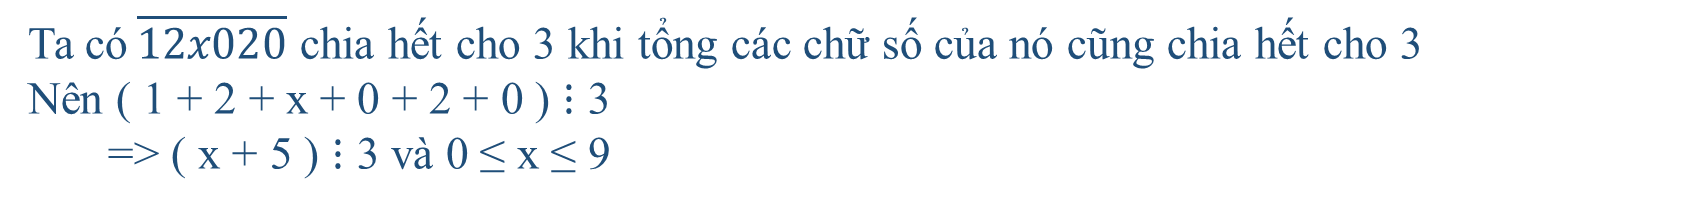 Ta có 12x020 chia hết cho 3 khi tổng các chữ số của nó cũng chia hết cho 3
Nên ( 1 + 2 + x + 0 + 2 + 0 ) ⋮ 3
=> ( x + 5 ) ⋮ 3 và 0 ≤ x ≤ 9